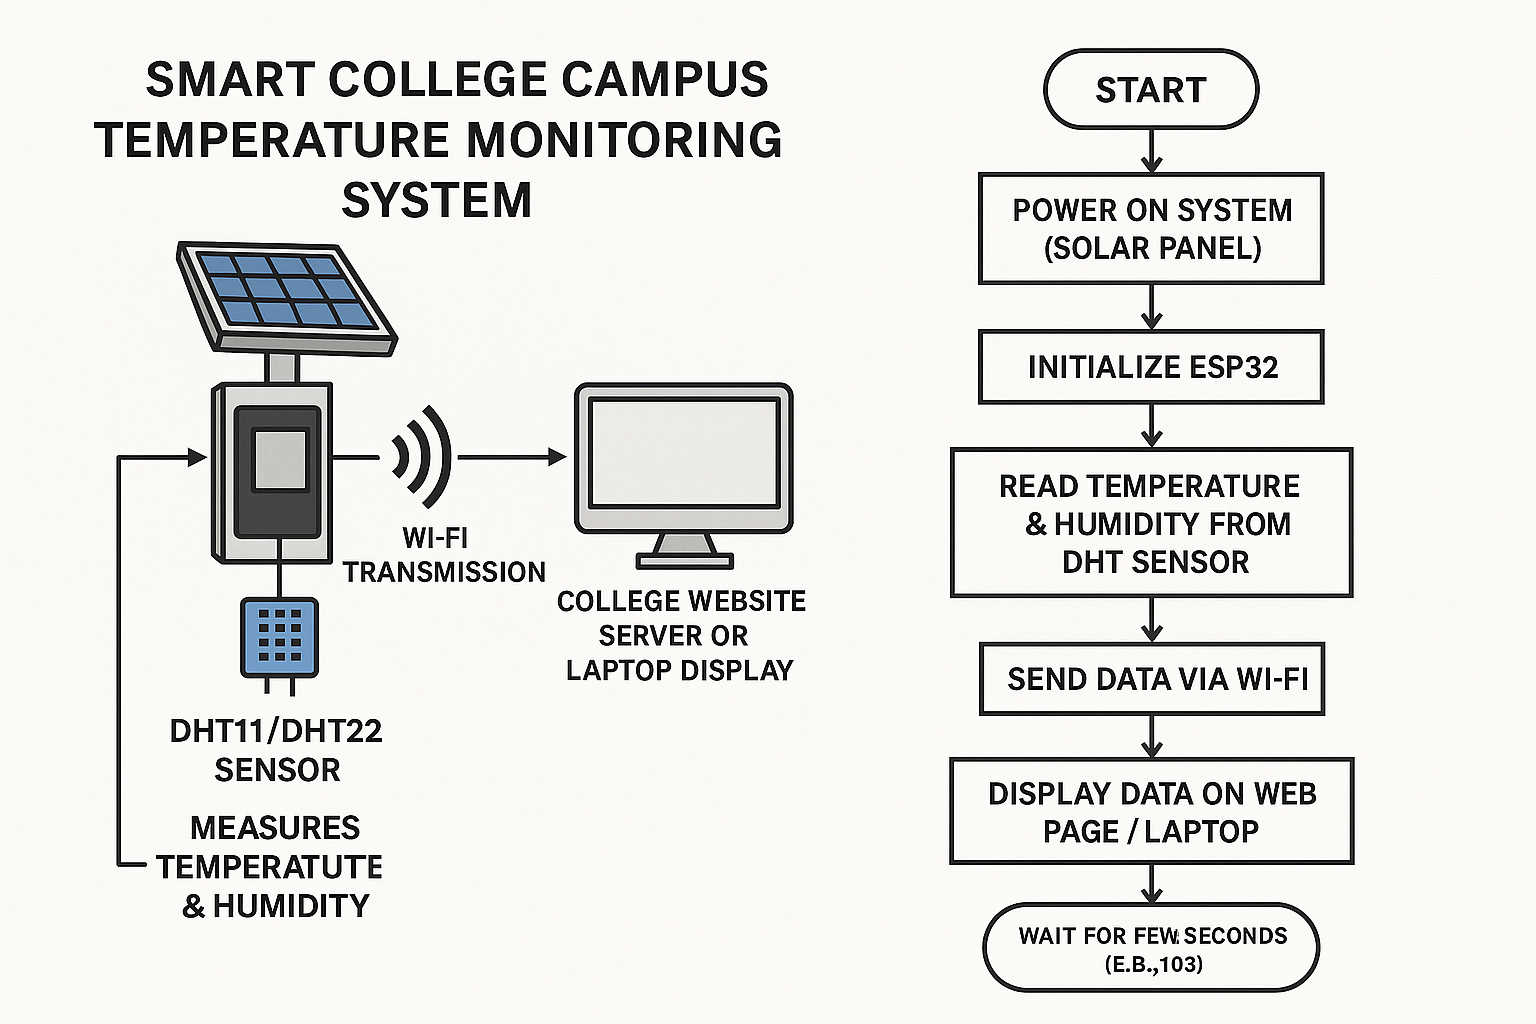 SMART COLLEGE CAMPUS
TEMPERATURE MONITORING
SYSTEM
WI-FI
TRANSMISSION
COLLEGE WEBSITE
SERVER OR
LAPTOP DISPLAY
DHT11/DHT22
SENSOR
MEASURES
TEMPERATUTE
& HUMIDITY
START
POWER ON SYSTEM
(SOLAR PANEL)
INITIALIZE ESP32
READ TEMPERATURE
& HUMIDITY FROM
DHT SENSOR
SEND DATA VIA WI-FI
DISPLAY DATA ON WEB
PAGE / LAPTOP
WAIT FOR FEW SECONDS
(E.B.,103)